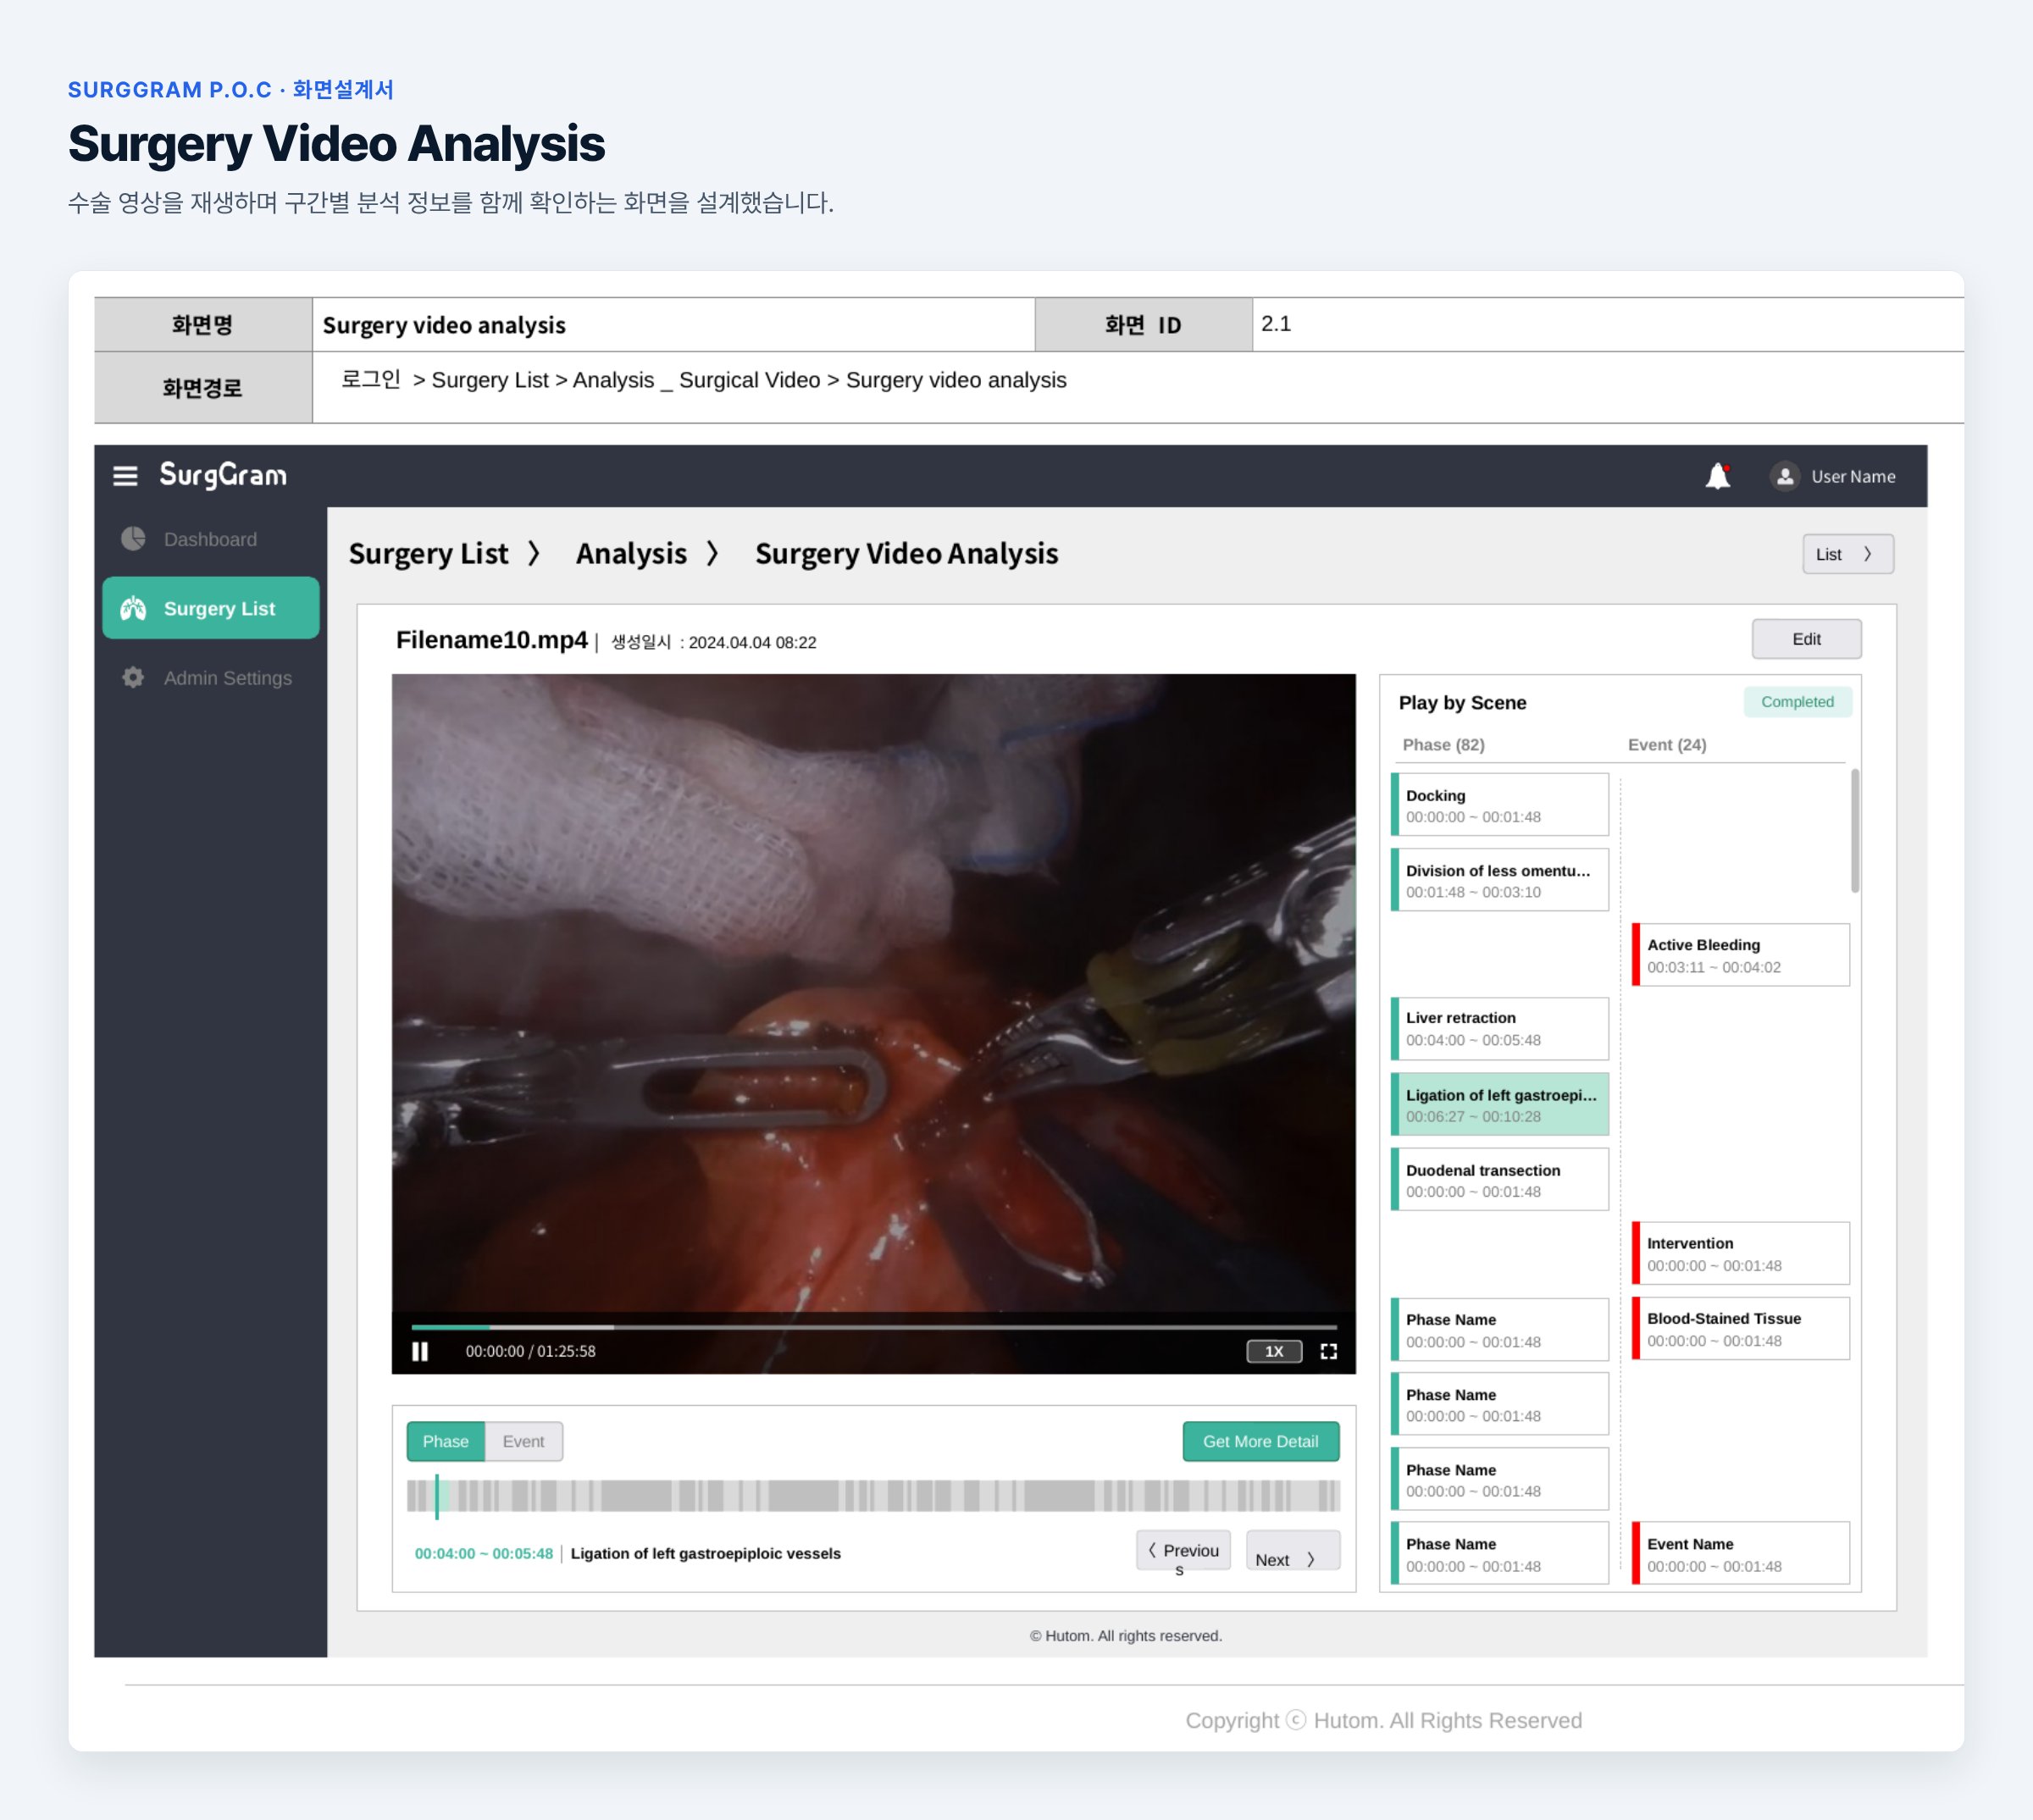 SURGGRAM P.O.C · 화면설계서
Surgery Video Analysis
수술 영상을 재생하며 구간별 분석 정보를 함께 확인하는 화면을 설계했습니다.
화면명 Surgery video analysis 화면 ID 2.1
화면경로 로그인 > Surgery List > Analysis _ Surgical Video > Surgery video analysis
SurgGram
User Name
Dashboard
Surgery List
Admin Settings
Surgery List 〉 Analysis 〉 Surgery Video Analysis
List 〉
Filename10.mp4 | 생성일시 : 2024.04.04 08:22
Edit
00:00:00 / 01:25:58
1X
Phase
Event
Get More Detail
00:04:00 ~ 00:05:48 | Ligation of left gastroepiploic vessels
〈 Previou
s
Next 〉
Play by Scene
Completed
Phase (82)
Event (24)
Docking
00:00:00 ~ 00:01:48
Division of less omentu...
00:01:48 ~ 00:03:10
Active Bleeding
00:03:11 ~ 00:04:02
Liver retraction
00:04:00 ~ 00:05:48
Ligation of left gastroepi...
00:06:27 ~ 00:10:28
Duodenal transection
00:00:00 ~ 00:01:48
Intervention
00:00:00 ~ 00:01:48
Phase Name
00:00:00 ~ 00:01:48
Blood-Stained Tissue
00:00:00 ~ 00:01:48
Phase Name
00:00:00 ~ 00:01:48
Phase Name
00:00:00 ~ 00:01:48
Phase Name
00:00:00 ~ 00:01:48
Event Name
00:00:00 ~ 00:01:48
© Hutom. All rights reserved.
Copyright ⓒ Hutom. All Rights Reserved